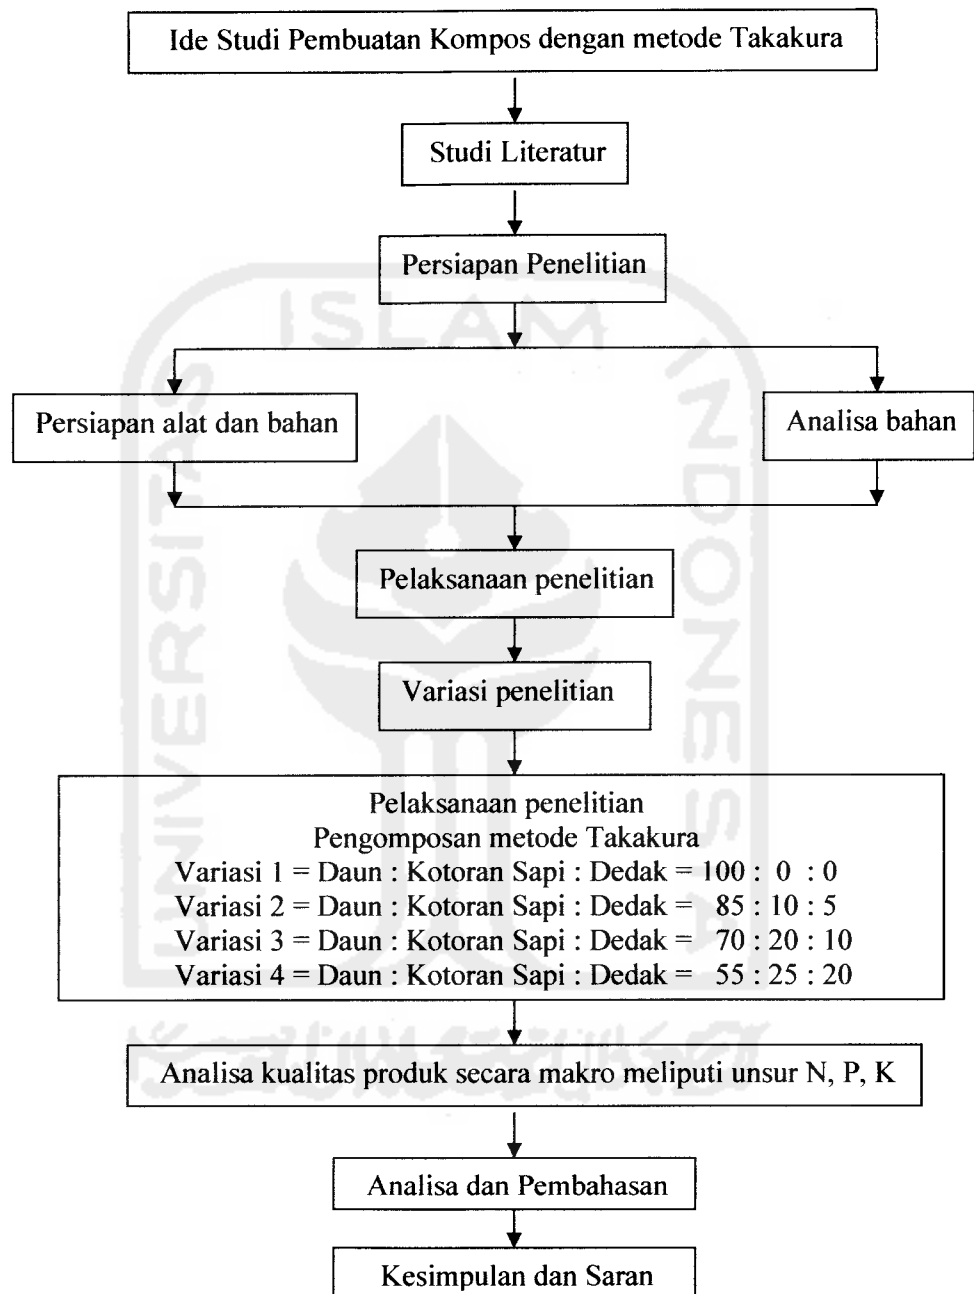 Ide Studi Pembuatan Kompos dengan metode Takakura
Studi Literatur
Persiapan Penelitian
Persiapan alat dan bahan
Analisa bahan
Pelaksanaan penelitian
Variasi penelitian
Pelaksanaan penelitian
Pengomposan metode Takakura
Variasi 1 = Daun : Kotoran Sapi : Dedak = 100 : 0 : 0
Variasi 2 = Daun : Kotoran Sapi : Dedak = 85 : 10 : 5
Variasi 3 = Daun : Kotoran Sapi : Dedak = 70 : 20 : 10
Variasi 4 = Daun : Kotoran Sapi : Dedak = 55 : 25 : 20
Analisa kualitas produk secara makro meliputi unsur N, P, K
Analisa dan Pembahasan
Kesimpulan dan Saran
UNIVERSITAS
ISLAM
INDONESIA